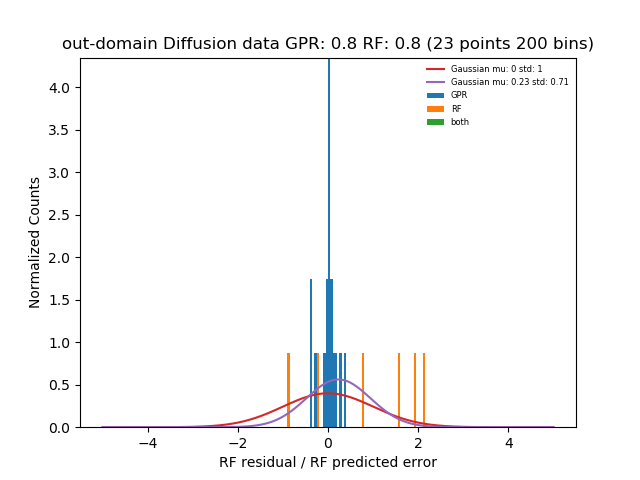 out-domain Diffusion data GPR: 0.8 RF: 0.8 (23 points 200 bins)
Gaussian mu: 0 std: 1
Gaussian mu: 0.23 std: 0.71
GPR
RF
both
Normalized Counts
4.0
3.5
3.0
2.5
2.0
1.5
1.0
0.5
0.0
−4 −2 0 2 4
RF residual / RF predicted error